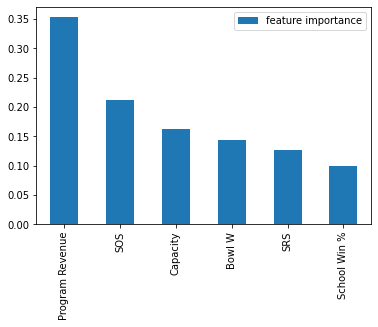 0.35
0.30
0.25
0.20
0.15
0.10
0.05
0.00
feature importance
Program Revenue
SOS
Capacity
Bowl W
SRS
School Win %